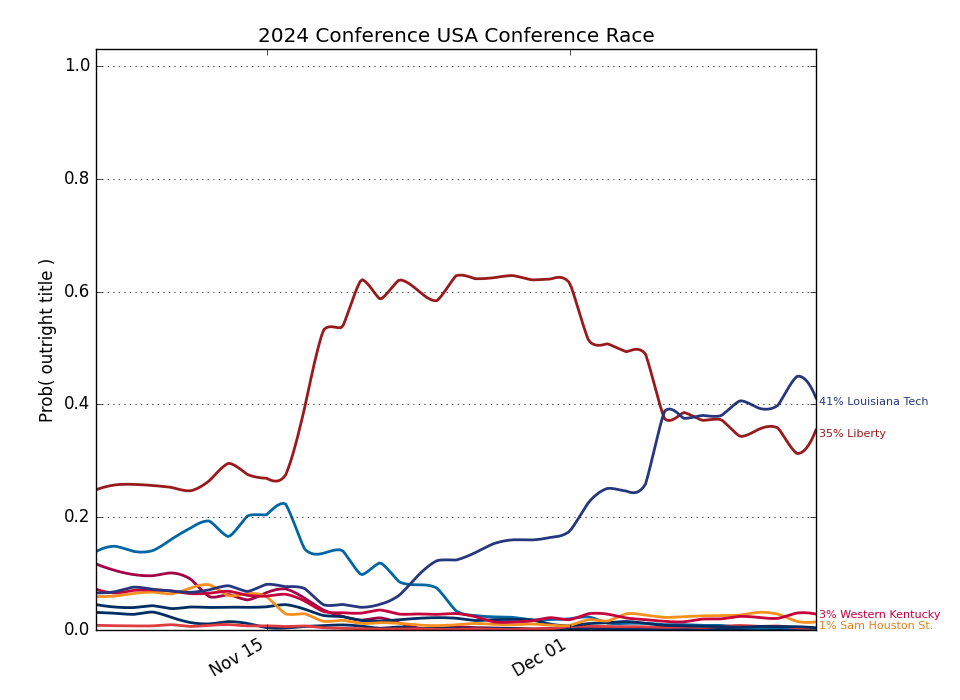 2024 Conference USA Conference Race
1.0
0.8
0.6
0.4
0.2
0.0
Prob( outright title )
Nov 15
Dec 01
41% Louisiana Tech
35% Liberty
3% Western Kentucky
1% Sam Houston St.